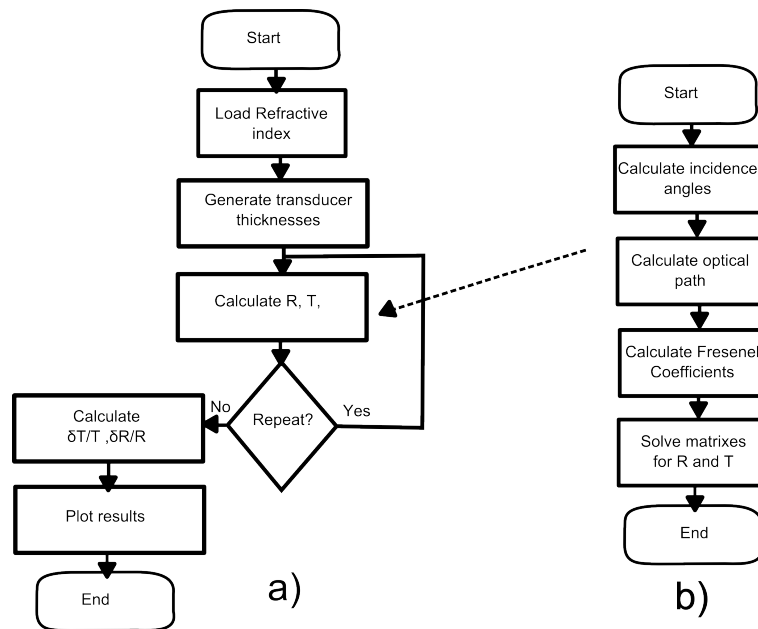 Start
Load Refractive
index
Generate transducer
thicknesses
Calculate R, T,
Repeat?
Yes
No
Calculate
δT/T ,δR/R
Plot results
End
a)
Start
Calculate incidence
angles
Calculate optical
path
Calculate Fresenel
Coefficients
Solve matrixes
for R and T
End
b)